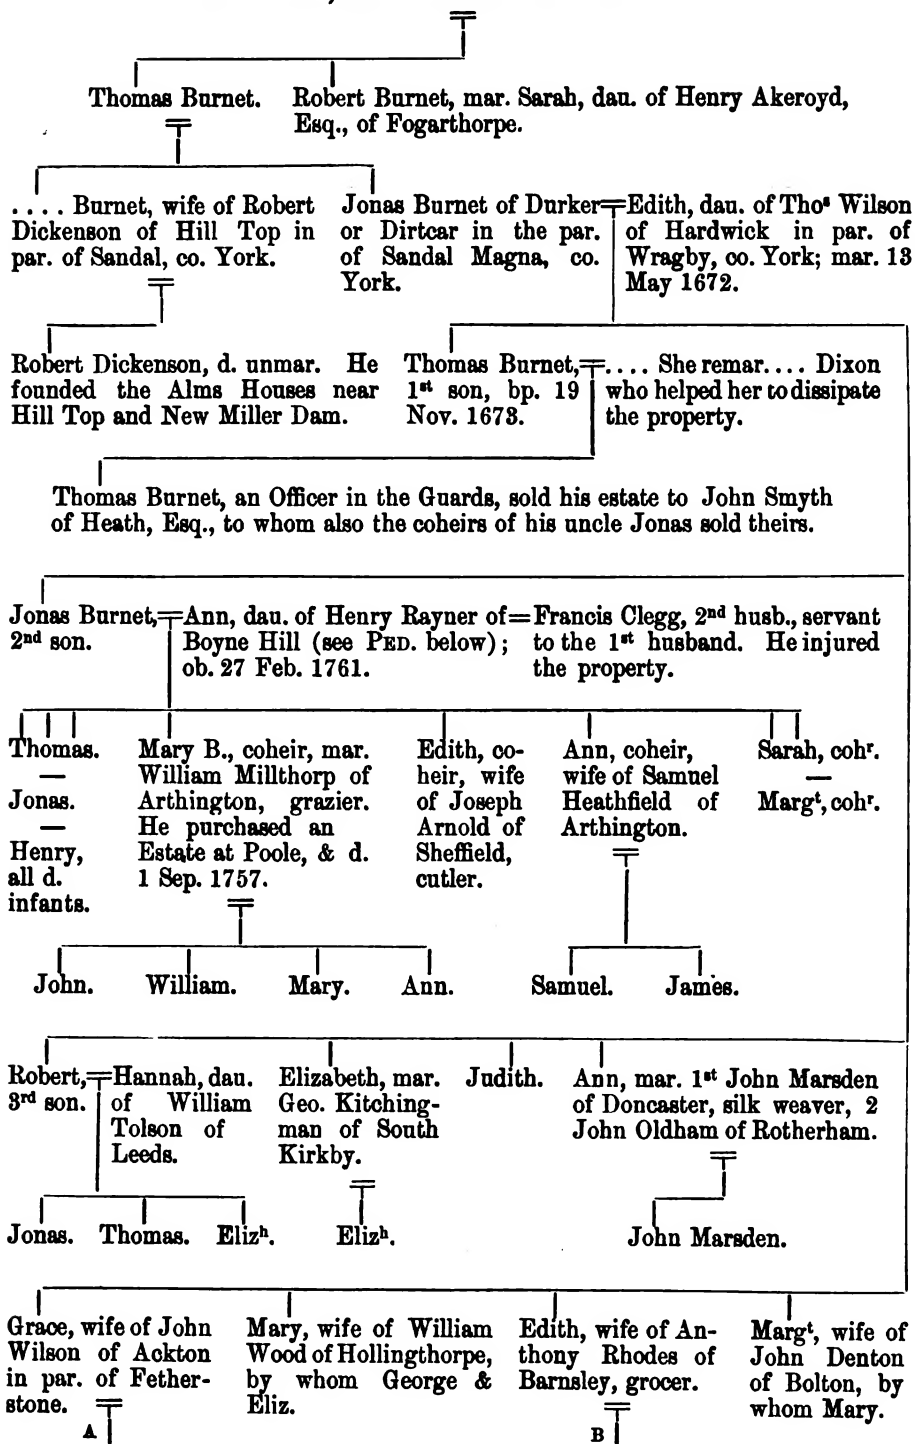 Thomas Burnet.
Robert Burnet, mar. Sarah, dau. of Henry Akeroyd,
Esq., of Fogarthorpe.
.... Burnet, wife of Robert
Dickenson of Hill Top in
par. of Sandal, co. York.
Jonas Burnet of Durker
or Dirtcar in the par.
of Sandal Magna, co.
York.
Edith, dau. of Thoˢ Wilson
of Hardwick in par. of
Wragby, co. York; mar. 13
May 1672.
Robert Dickenson, d. unmar. He
founded the Alms Houses near
Hill Top and New Miller Dam.
Thomas Burnet,
1ˢᵗ son, bp. 19
Nov. 1673.
.... She remar.... Dixon
who helped her to dissipate
the property.
Thomas Burnet, an Officer in the Guards, sold his estate to John Smyth
of Heath, Esq., to whom also the coheirs of his uncle Jonas sold theirs.
Jonas Burnet,
2ⁿᵈ son.
Ann, dau. of Henry Rayner of
Boyne Hill (see PED. below);
ob. 27 Feb. 1761.
Francis Clegg, 2ⁿᵈ husb., servant
to the 1ˢᵗ husband. He injured
the property.
Thomas.
—
Jonas.
—
Henry,
all d.
infants.
Mary B., coheir, mar.
William Millthorp of
Arthington, grazier.
He purchased an
Estate at Poole, & d.
1 Sep. 1757.
Edith, co-
heir, wife
of Joseph
Arnold of
Sheffield,
cutler.
Ann, coheir,
wife of Samuel
Heathfield of
Arthington.
Sarah, cohʳ.
—
Margᵗ, cohʳ.
John. William. Mary. Ann. Samuel. James.
Robert,
3ʳᵈ son.
Hannah, dau.
of William
Tolson of
Leeds.
Elizabeth, mar.
Geo. Kitching-
man of South
Kirkby.
Judith.
Ann, mar. 1ˢᵗ John Marsden
of Doncaster, silk weaver, 2
John Oldham of Rotherham.
Jonas. Thomas. Elizʰ. Elizʰ. John Marsden.
Grace, wife of John
Wilson of Ackton
in par. of Fether-
stone.
A
Mary, wife of William
Wood of Hollingthorpe,
by whom George &
Eliz.
Edith, wife of An-
thony Rhodes of
Barnsley, grocer.
B
Margᵗ, wife of
John Denton
of Bolton, by
whom Mary.